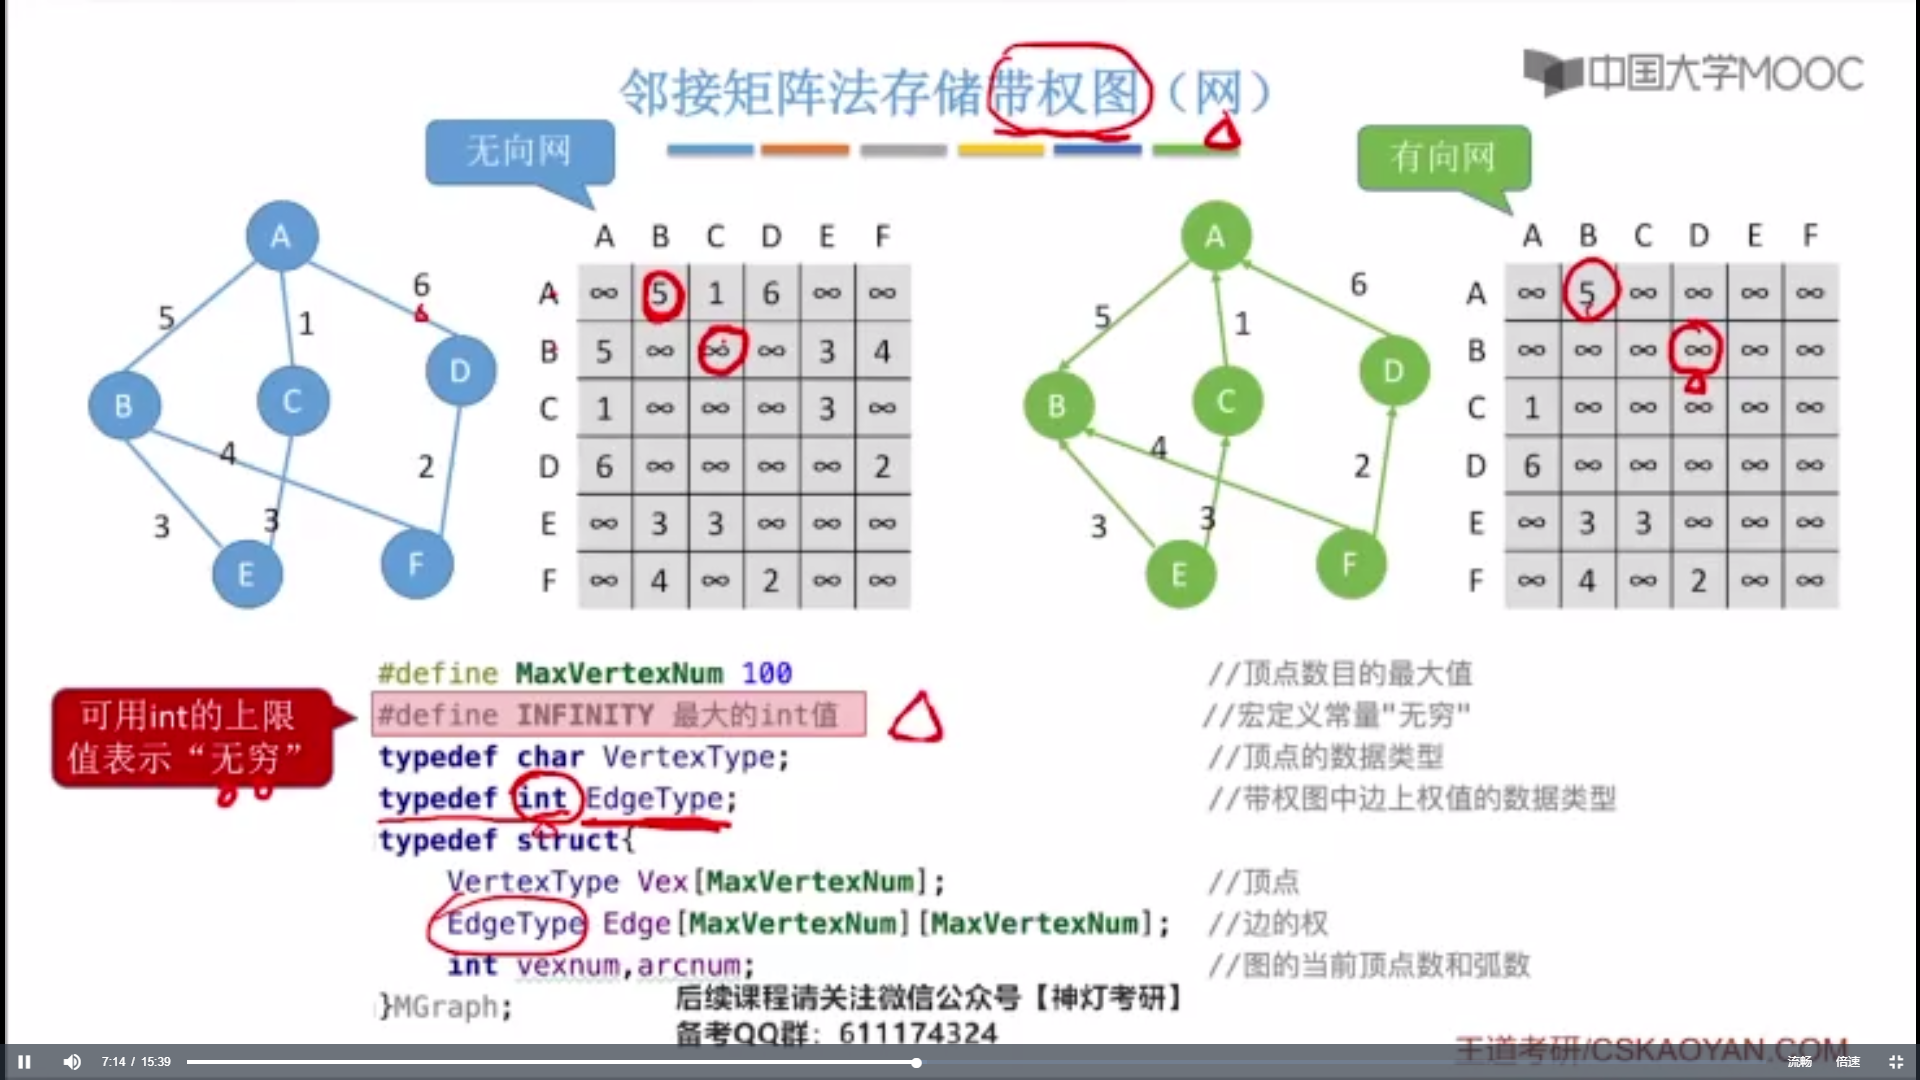 邻接矩阵法存储带权图（网）
中国大学MOOC
无向网
有向网
A
B
C
D
E
F
5
1
6
6
4
2
3
3
A B C D E F
A ∞ 5 1 6 ∞ ∞
B 5 ∞ ∞ ∞ 3 4
C 1 ∞ ∞ ∞ 3 ∞
D 6 ∞ ∞ ∞ ∞ 2
E ∞ 3 3 ∞ ∞ ∞
F ∞ 4 ∞ 2 ∞ ∞
A
B
C
D
E
F
5
1
6
4
2
3
3
A B C D E F
A ∞ 5 ∞ ∞ ∞ ∞
B ∞ ∞ ∞ ∞ ∞ ∞
C 1 ∞ ∞ ∞ ∞ ∞
D 6 ∞ ∞ ∞ ∞ ∞
E ∞ 3 3 ∞ ∞ ∞
F ∞ 4 ∞ 2 ∞ ∞
可用int的上限
值表示“无穷”
#define MaxVertexNum 100 //顶点数目的最大值
#define INFINITY 最大的int值 //宏定义常量"无穷"
typedef char VertexType; //顶点的数据类型
typedef int EdgeType; //带权图中边上权值的数据类型
typedef struct{
VertexType Vex[MaxVertexNum]; //顶点
EdgeType Edge[MaxVertexNum][MaxVertexNum]; //边的权
int vexnum,arcnum; //图的当前顶点数和弧数
}MGraph;
后续课程请关注微信公众号【神灯考研】
备考QQ群：611174324
王道考研/CSKAOYAN.COM
7:14 / 15:39
流畅 倍速